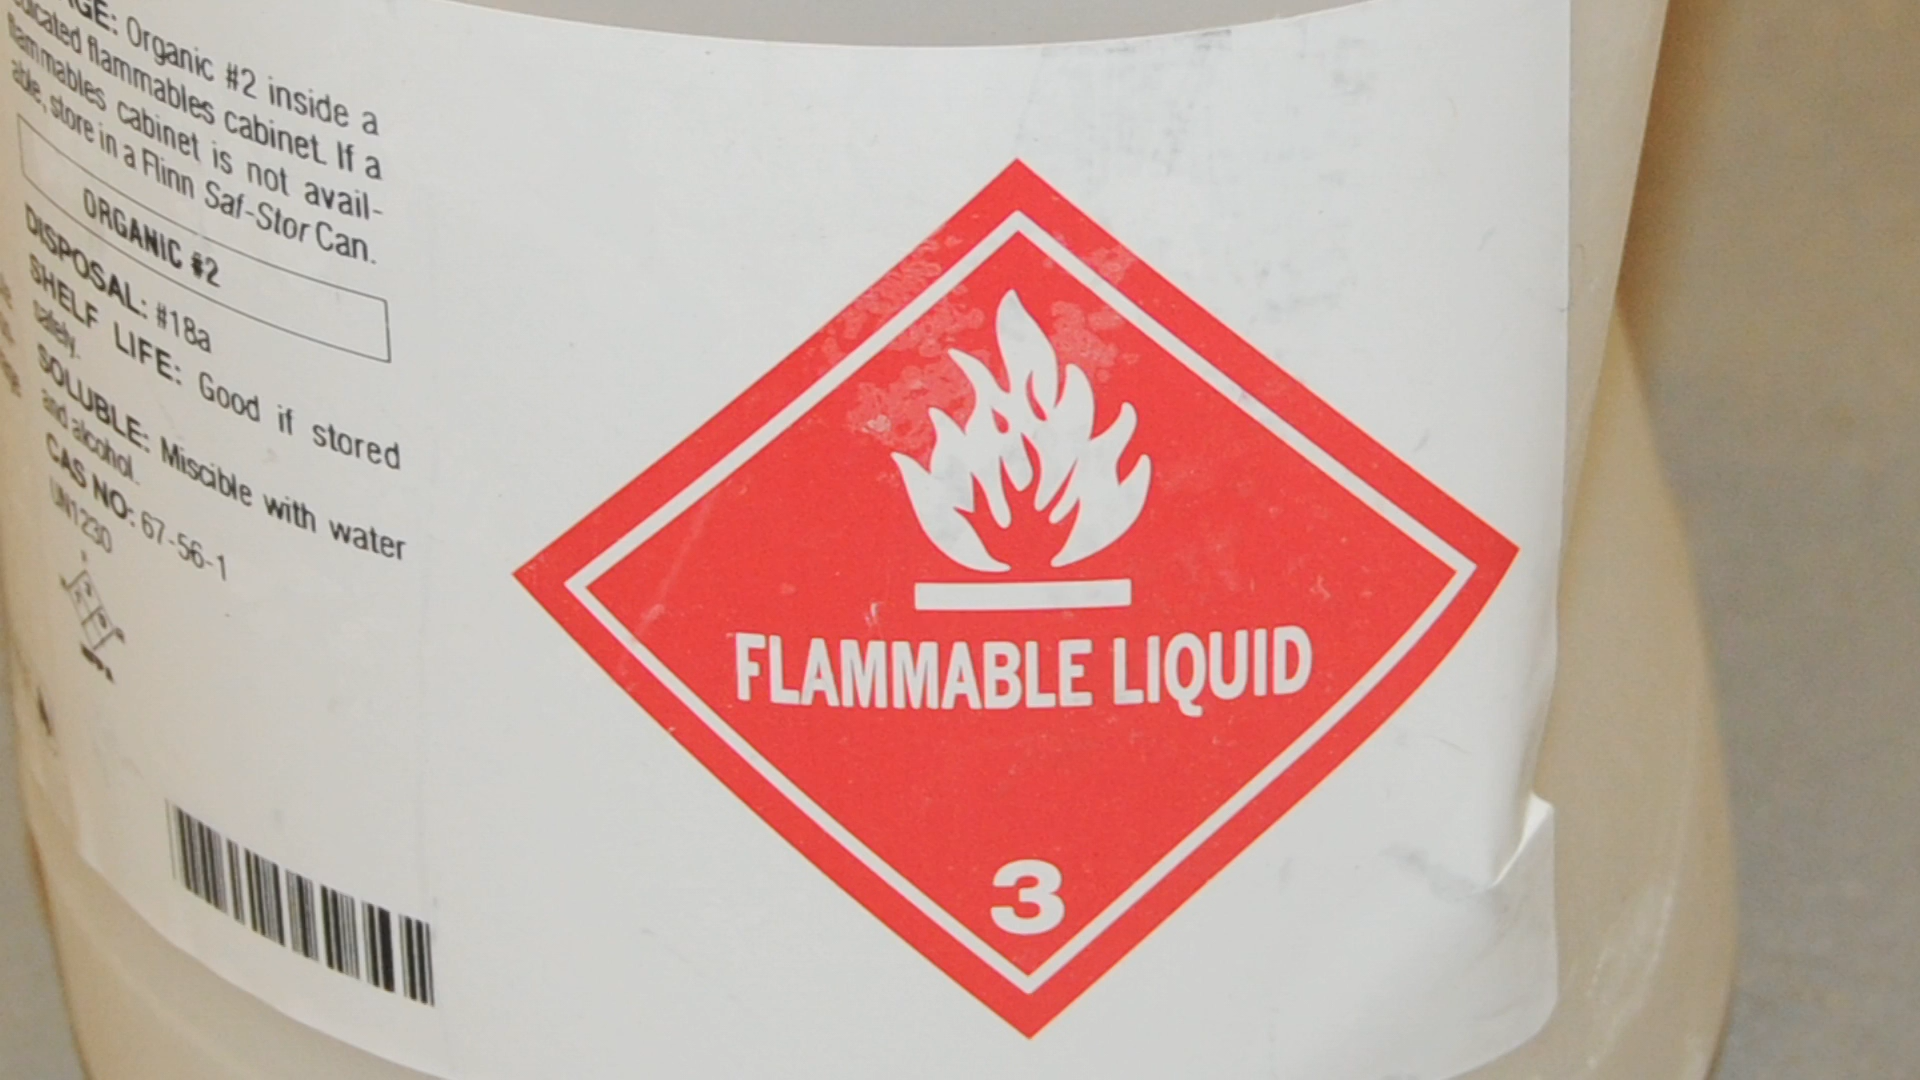 GE: Organic #2 inside a
dicated flammables cabinet. If a
flammables cabinet is not avail-
able, store in a Flinn Saf-Stor Can.
ORGANIC #2
DISPOSAL: #18a
SHELF LIFE: Good if stored
safely.
SOLUBLE: Miscible with water
and alcohol.
CAS NO: 67-56-1
UN1230
FLAMMABLE LIQUID
3